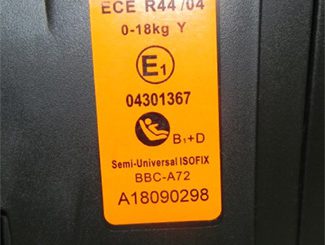 ECE R44/04
0-18kg Y
E1
04301367
B1+D
Semi-Universal ISOFIX
BBC-A72
A18090298